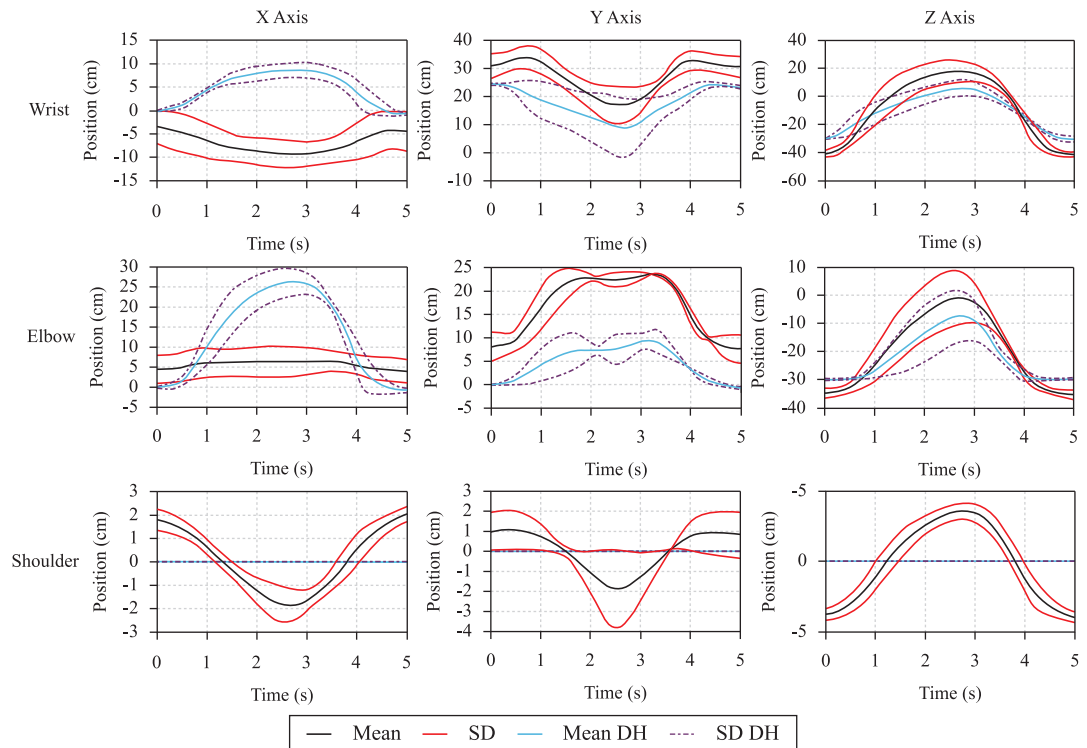 X Axis Y Axis Z Axis
Wrist
Position (cm)
15
10
5
0
-5
-10
-15
0 1 2 3 4 5
Time (s)
Position (cm)
40
30
20
10
0
-10
10
0 1 2 3 4 5
Time (s)
Position (cm)
40
20
0
-20
-40
-60
0 1 2 3 4 5
Time (s)
Elbow
Position (cm)
30
25
20
15
10
5
0
-5
0 1 2 3 4 5
Time (s)
Position (cm)
25
20
15
10
5
0
-5
0 1 2 3 4 5
Time (s)
Position (cm)
10
0
-10
-20
-30
-40
0 1 2 3 4 5
Time (s)
Shoulder
Position (cm)
3
2
1
0
-1
-2
3
0 1 2 3 4 5
Time (s)
Position (cm)
3
2
1
0
-1
-2
-3
-4
0 1 2 3 4 5
Time (s)
Position (cm)
-5
0
-5
0 1 2 3 4 5
Time (s)
Mean SD Mean DH SD DH